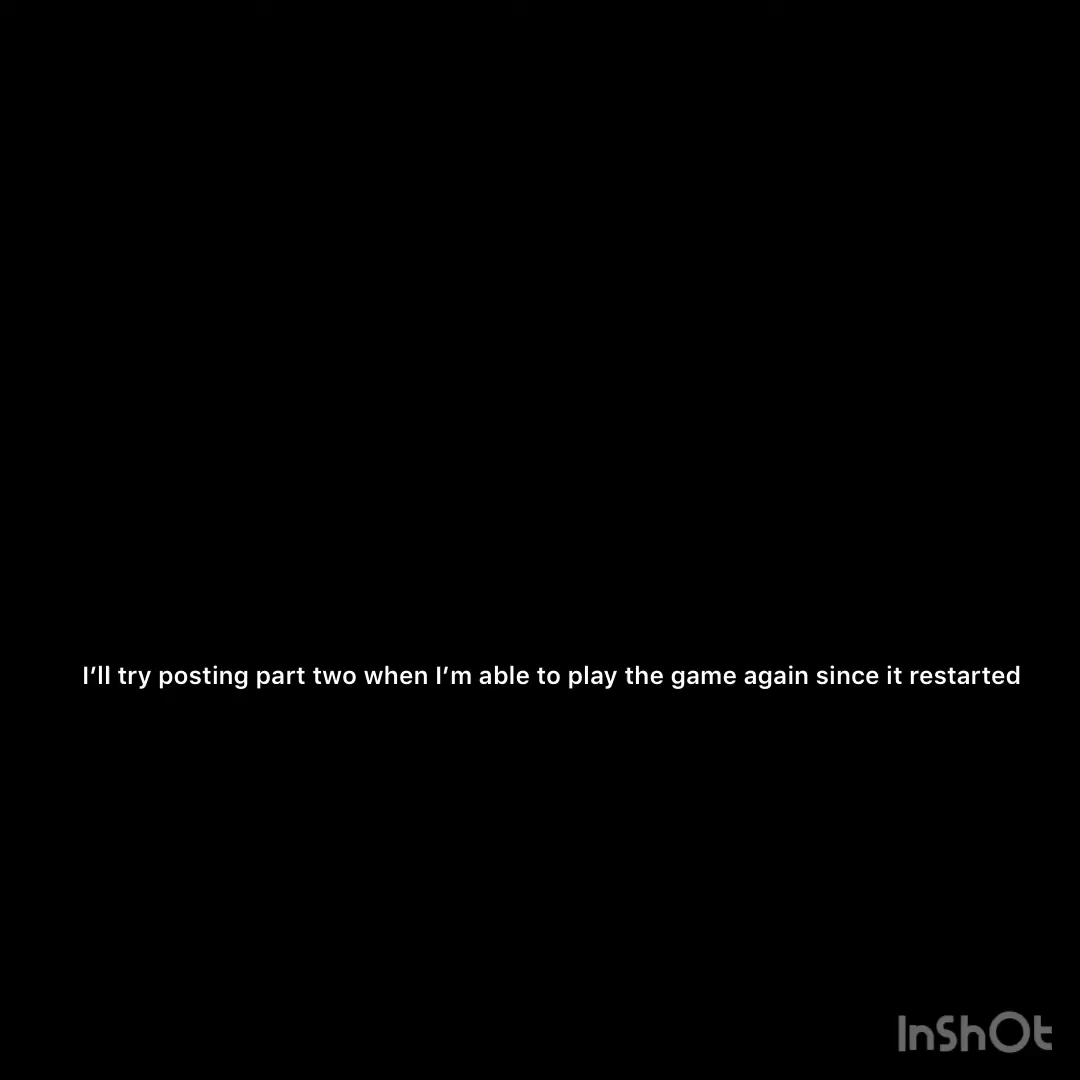 I’ll try posting part two when I’m able to play the game again since it restarted
InShOt